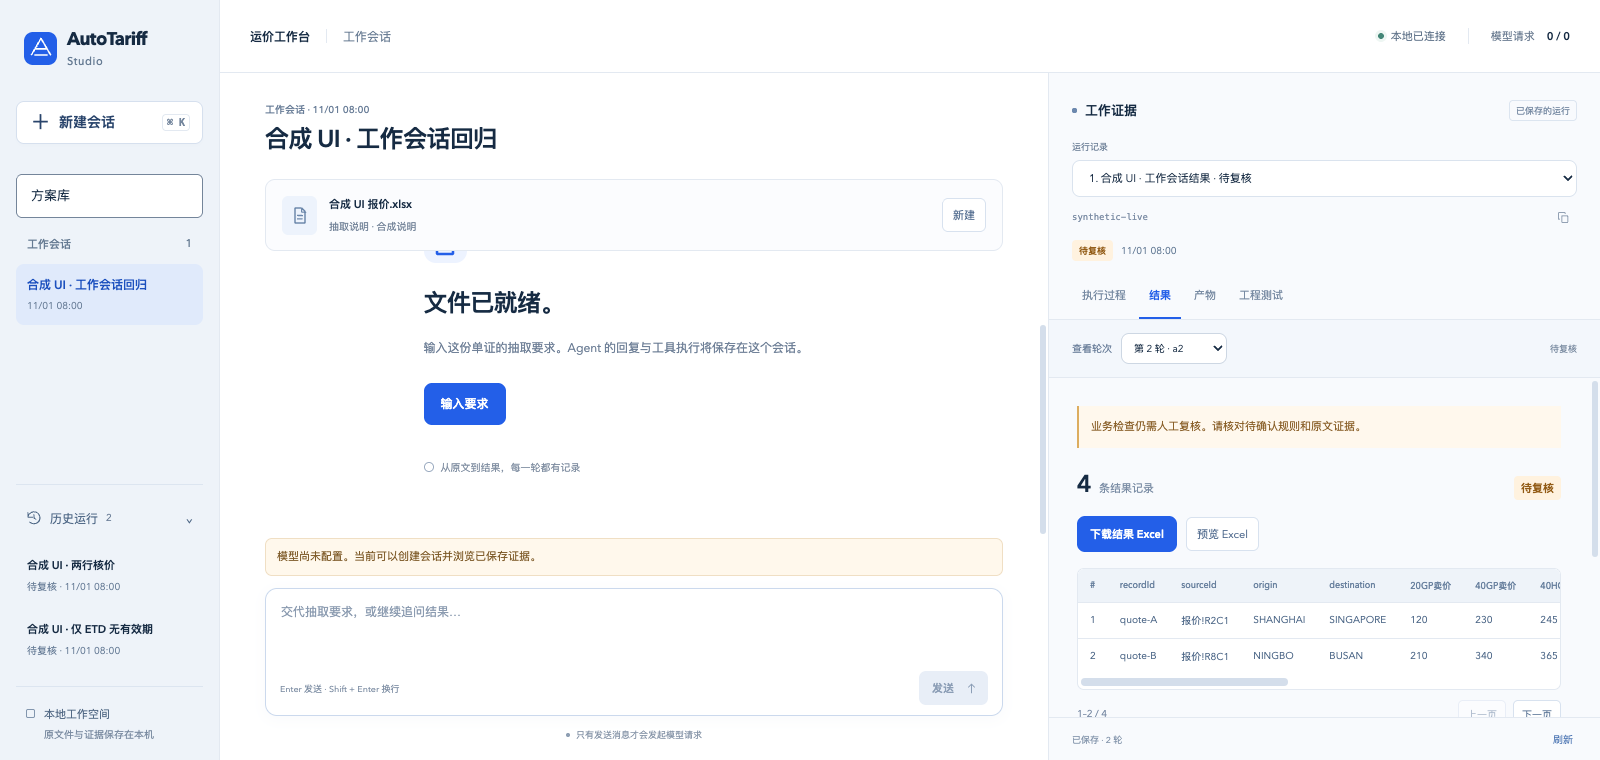 AutoTariff
Studio
新建会话
⌘ K
方案库
工作会话 1
合成 UI · 工作会话回归
11/01 08:00
历史运行 2
合成 UI · 两行核价
待复核 · 11/01 08:00
合成 UI · 仅 ETD 无有效期
待复核 · 11/01 08:00
本地工作空间
原文件与证据保存在本机
运价工作台 工作会话
本地已连接 模型请求 0 / 0
工作会话 · 11/01 08:00
合成 UI · 工作会话回归
合成 UI 报价.xlsx
抽取说明 · 合成说明
新建
文件已就绪。
输入这份单证的抽取要求。Agent 的回复与工具执行将保存在这个会话。
输入要求
从原文到结果，每一轮都有记录
模型尚未配置。当前可以创建会话并浏览已保存证据。
交代抽取要求，或继续追问结果…
Enter 发送 · Shift + Enter 换行
发送 ↑
只有发送消息才会发起模型请求
工作证据 已保存的运行
运行记录
1. 合成 UI · 工作会话结果 · 待复核
synthetic-live
待复核 11/01 08:00
执行过程 结果 产物 工程测试
查看轮次 第 2 轮 · a2 待复核
业务检查仍需人工复核。请核对待确认规则和原文证据。
4 条结果记录 待复核
下载结果 Excel 预览 Excel
# recordId sourceId origin destination 20GP卖价 40GP卖价 40HC
1 quote-A 报价!R2C1 SHANGHAI SINGAPORE 120 230 245
2 quote-B 报价!R8C1 NINGBO BUSAN 210 340 365
1-2 / 4 上一页 下一页
已保存 · 2 轮 刷新